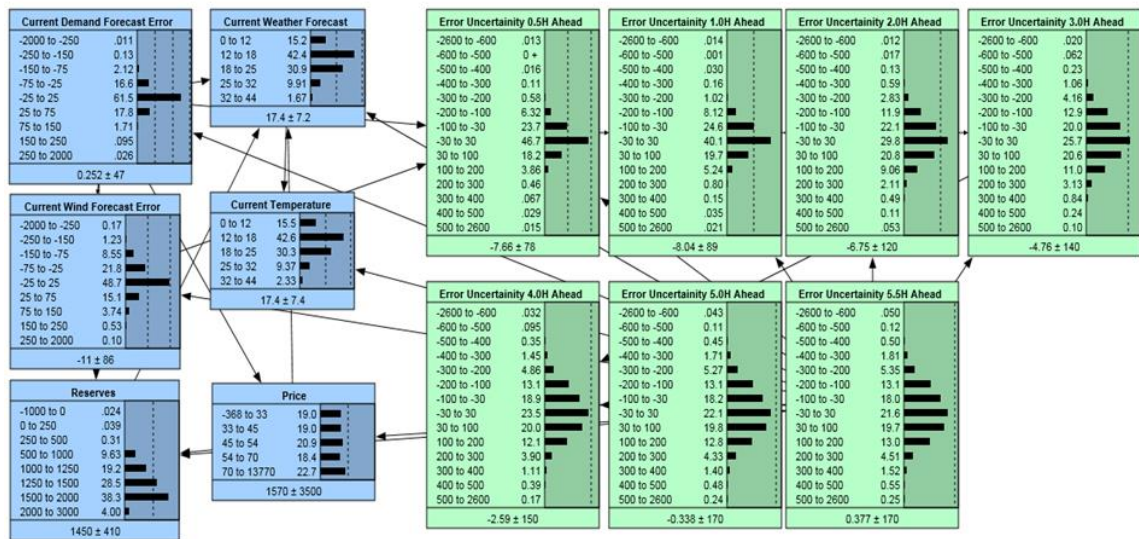 Current Demand Forecast Error
-2000 to -250 .011
-250 to -150 0.13
-150 to -75 2.12
-75 to -25 16.6
-25 to 25 61.5
25 to 75 17.8
75 to 150 1.71
150 to 250 .095
250 to 2000 .026
0.252 ± 47
Current Weather Forecast
0 to 12 15.2
12 to 18 42.4
18 to 25 30.9
25 to 32 9.91
32 to 44 1.67
17.4 ± 7.2
Error Uncertainity 0.5H Ahead
-2600 to -600 .013
-600 to -500 0 +
-500 to -400 .016
-400 to -300 0.11
-300 to -200 0.58
-200 to -100 6.32
-100 to -30 23.7
-30 to 30 46.7
30 to 100 18.2
100 to 200 3.86
200 to 300 0.46
300 to 400 .067
400 to 500 .029
500 to 2600 .015
-7.66 ± 78
Error Uncertainity 1.0H Ahead
-2600 to -600 .014
-600 to -500 .001
-500 to -400 .030
-400 to -300 0.16
-300 to -200 1.02
-200 to -100 8.12
-100 to -30 24.6
-30 to 30 40.1
30 to 100 19.7
100 to 200 5.24
200 to 300 0.80
300 to 400 0.15
400 to 500 .035
500 to 2600 .021
-8.04 ± 89
Error Uncertainity 2.0H Ahead
-2600 to -600 .012
-600 to -500 .017
-500 to -400 0.13
-400 to -300 0.59
-300 to -200 2.83
-200 to -100 11.9
-100 to -30 22.1
-30 to 30 29.8
30 to 100 20.8
100 to 200 9.06
200 to 300 2.11
300 to 400 0.49
400 to 500 0.11
500 to 2600 .053
-6.75 ± 120
Error Uncertainity 3.0H Ahead
-2600 to -600 .020
-600 to -500 .062
-500 to -400 0.23
-400 to -300 1.06
-300 to -200 4.16
-200 to -100 12.9
-100 to -30 20.0
-30 to 30 25.7
30 to 100 20.6
100 to 200 11.0
200 to 300 3.13
300 to 400 0.84
400 to 500 0.24
500 to 2600 0.10
-4.76 ± 140
Current Wind Forecast Error
-2000 to -250 0.17
-250 to -150 1.23
-150 to -75 8.55
-75 to -25 21.8
-25 to 25 48.7
25 to 75 15.1
75 to 150 3.74
150 to 250 0.53
250 to 2000 0.10
-11 ± 86
Current Temperature
0 to 12 15.5
12 to 18 42.6
18 to 25 30.3
25 to 32 9.37
32 to 44 2.33
17.4 ± 7.4
Error Uncertainity 4.0H Ahead
-2600 to -600 .032
-600 to -500 .095
-500 to -400 0.35
-400 to -300 1.45
-300 to -200 4.86
-200 to -100 13.1
-100 to -30 18.9
-30 to 30 23.5
30 to 100 20.0
100 to 200 12.1
200 to 300 3.90
300 to 400 1.11
400 to 500 0.39
500 to 2600 0.17
-2.59 ± 150
Error Uncertainity 5.0H Ahead
-2600 to -600 .043
-600 to -500 0.11
-500 to -400 0.45
-400 to -300 1.71
-300 to -200 5.27
-200 to -100 13.1
-100 to -30 18.2
-30 to 30 22.1
30 to 100 19.8
100 to 200 12.8
200 to 300 4.33
300 to 400 1.40
400 to 500 0.48
500 to 2600 0.24
-0.338 ± 170
Error Uncertainity 5.5H Ahead
-2600 to -600 .050
-600 to -500 0.12
-500 to -400 0.50
-400 to -300 1.81
-300 to -200 5.35
-200 to -100 13.1
-100 to -30 18.0
-30 to 30 21.6
30 to 100 19.7
100 to 200 13.0
200 to 300 4.51
300 to 400 1.52
400 to 500 0.55
500 to 2600 0.25
0.377 ± 170
Reserves
-1000 to 0 .024
0 to 250 .039
250 to 500 0.31
500 to 1000 9.63
1000 to 1250 19.2
1250 to 1500 28.5
1500 to 2000 38.3
2000 to 3000 4.00
1450 ± 410
Price
-368 to 33 19.0
33 to 45 19.0
45 to 54 20.9
54 to 70 18.4
70 to 13770 22.7
1570 ± 3500